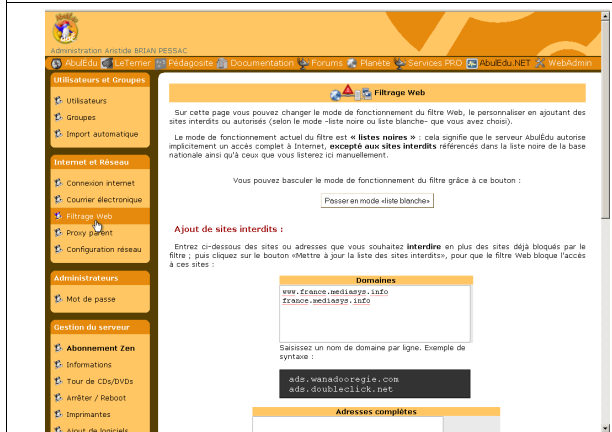 AbulÉdu
Administration Aristide BRIAN PESSAC
AbulÉdu LeTerrier Pédagosite Documentation Forums Planète Services PRO AbulEdu.NET WebAdmin
Utilisateurs et Groupes
Utilisateurs
Groupes
Import automatique
Internet et Réseau
Connexion internet
Courrier électronique
Filtrage Web
Proxy parent
Configuration réseau
Administrateurs
Mot de passe
Gestion du serveur
Abonnement Zen
Informations
Tour de CDs/DVDs
Arrêter / Reboot
Imprimantes
Ajout de logiciels
Filtrage Web
Sur cette page vous pouvez changer le mode de fonctionnement du filtre Web, le personnaliser en ajoutant des
sites interdits ou autorisés (selon le mode -liste noire ou liste blanche- que vous avez choisi).
Le mode de fonctionnement actuel du filtre est « listes noires » : cela signifie que le serveur AbulÉdu autorise
implicitement un accès complet à Internet, excepté aux sites interdits référencés dans la liste noire de la base
nationale ainsi qu'à ceux que vous listerez ici manuellement.
Vous pouvez basculer le mode de fonctionnement du filtre grâce à ce bouton :
Passer en mode «liste blanche»
Ajout de sites interdits :
Entrez ci-dessous des sites ou adresses que vous souhaitez interdire en plus des sites déjà bloqués par le
filtre ; puis cliquez sur le bouton «Mettre à jour la liste des sites interdits», pour que le filtre Web bloque l'accès
à ces sites :
Domaines
www.france.mediasys.info
france.mediasys.info
Saisissez un nom de domaine par ligne. Exemple de
syntaxe :
ads.wanadooregie.com
ads.doubleclick.net
Adresses complètes